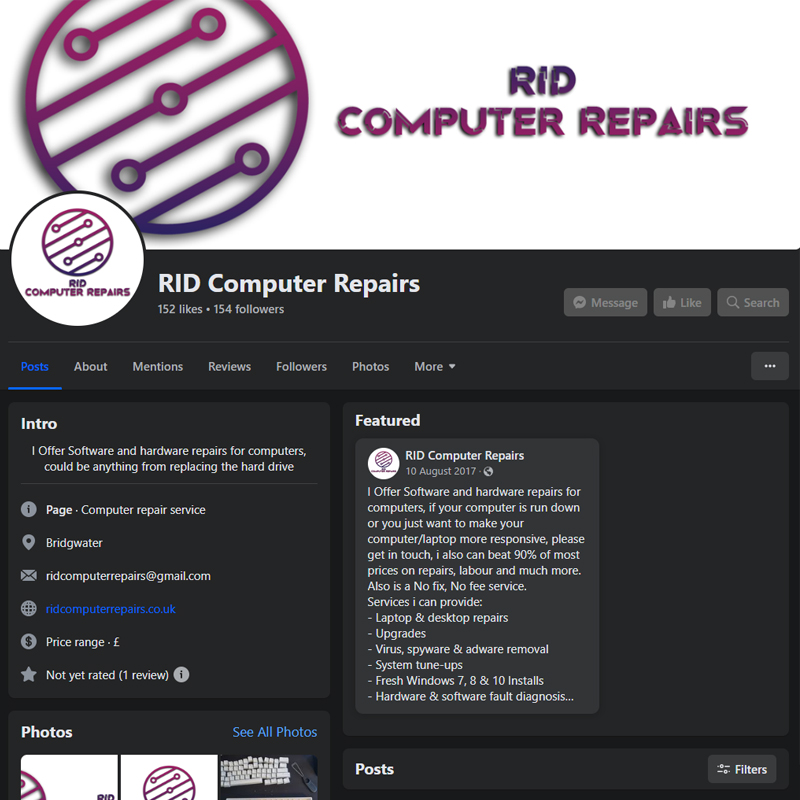 RID
COMPUTER REPAIRS
RID
COMPUTER REPAIRS
RID Computer Repairs
152 likes • 154 followers
Message
Like
Search
Posts
About
Mentions
Reviews
Followers
Photos
More
Intro
I Offer Software and hardware repairs for computers,
could be anything from replacing the hard drive
Page · Computer repair service
Bridgwater
ridcomputerrepairs@gmail.com
ridcomputerrepairs.co.uk
Price range · £
Not yet rated (1 review)
Photos
See All Photos
RID
Featured
RID Computer Repairs
10 August 2017 ·
I Offer Software and hardware repairs for
computers, if your computer is run down
or you just want to make your
computer/laptop more responsive, please
get in touch, i also can beat 90% of most
prices on repairs, labour and much more.
Also is a No fix, No fee service.
Services i can provide:
- Laptop & desktop repairs
- Upgrades
- Virus, spyware & adware removal
- System tune-ups
- Fresh Windows 7, 8 & 10 Installs
- Hardware & software fault diagnosis...
Posts
Filters